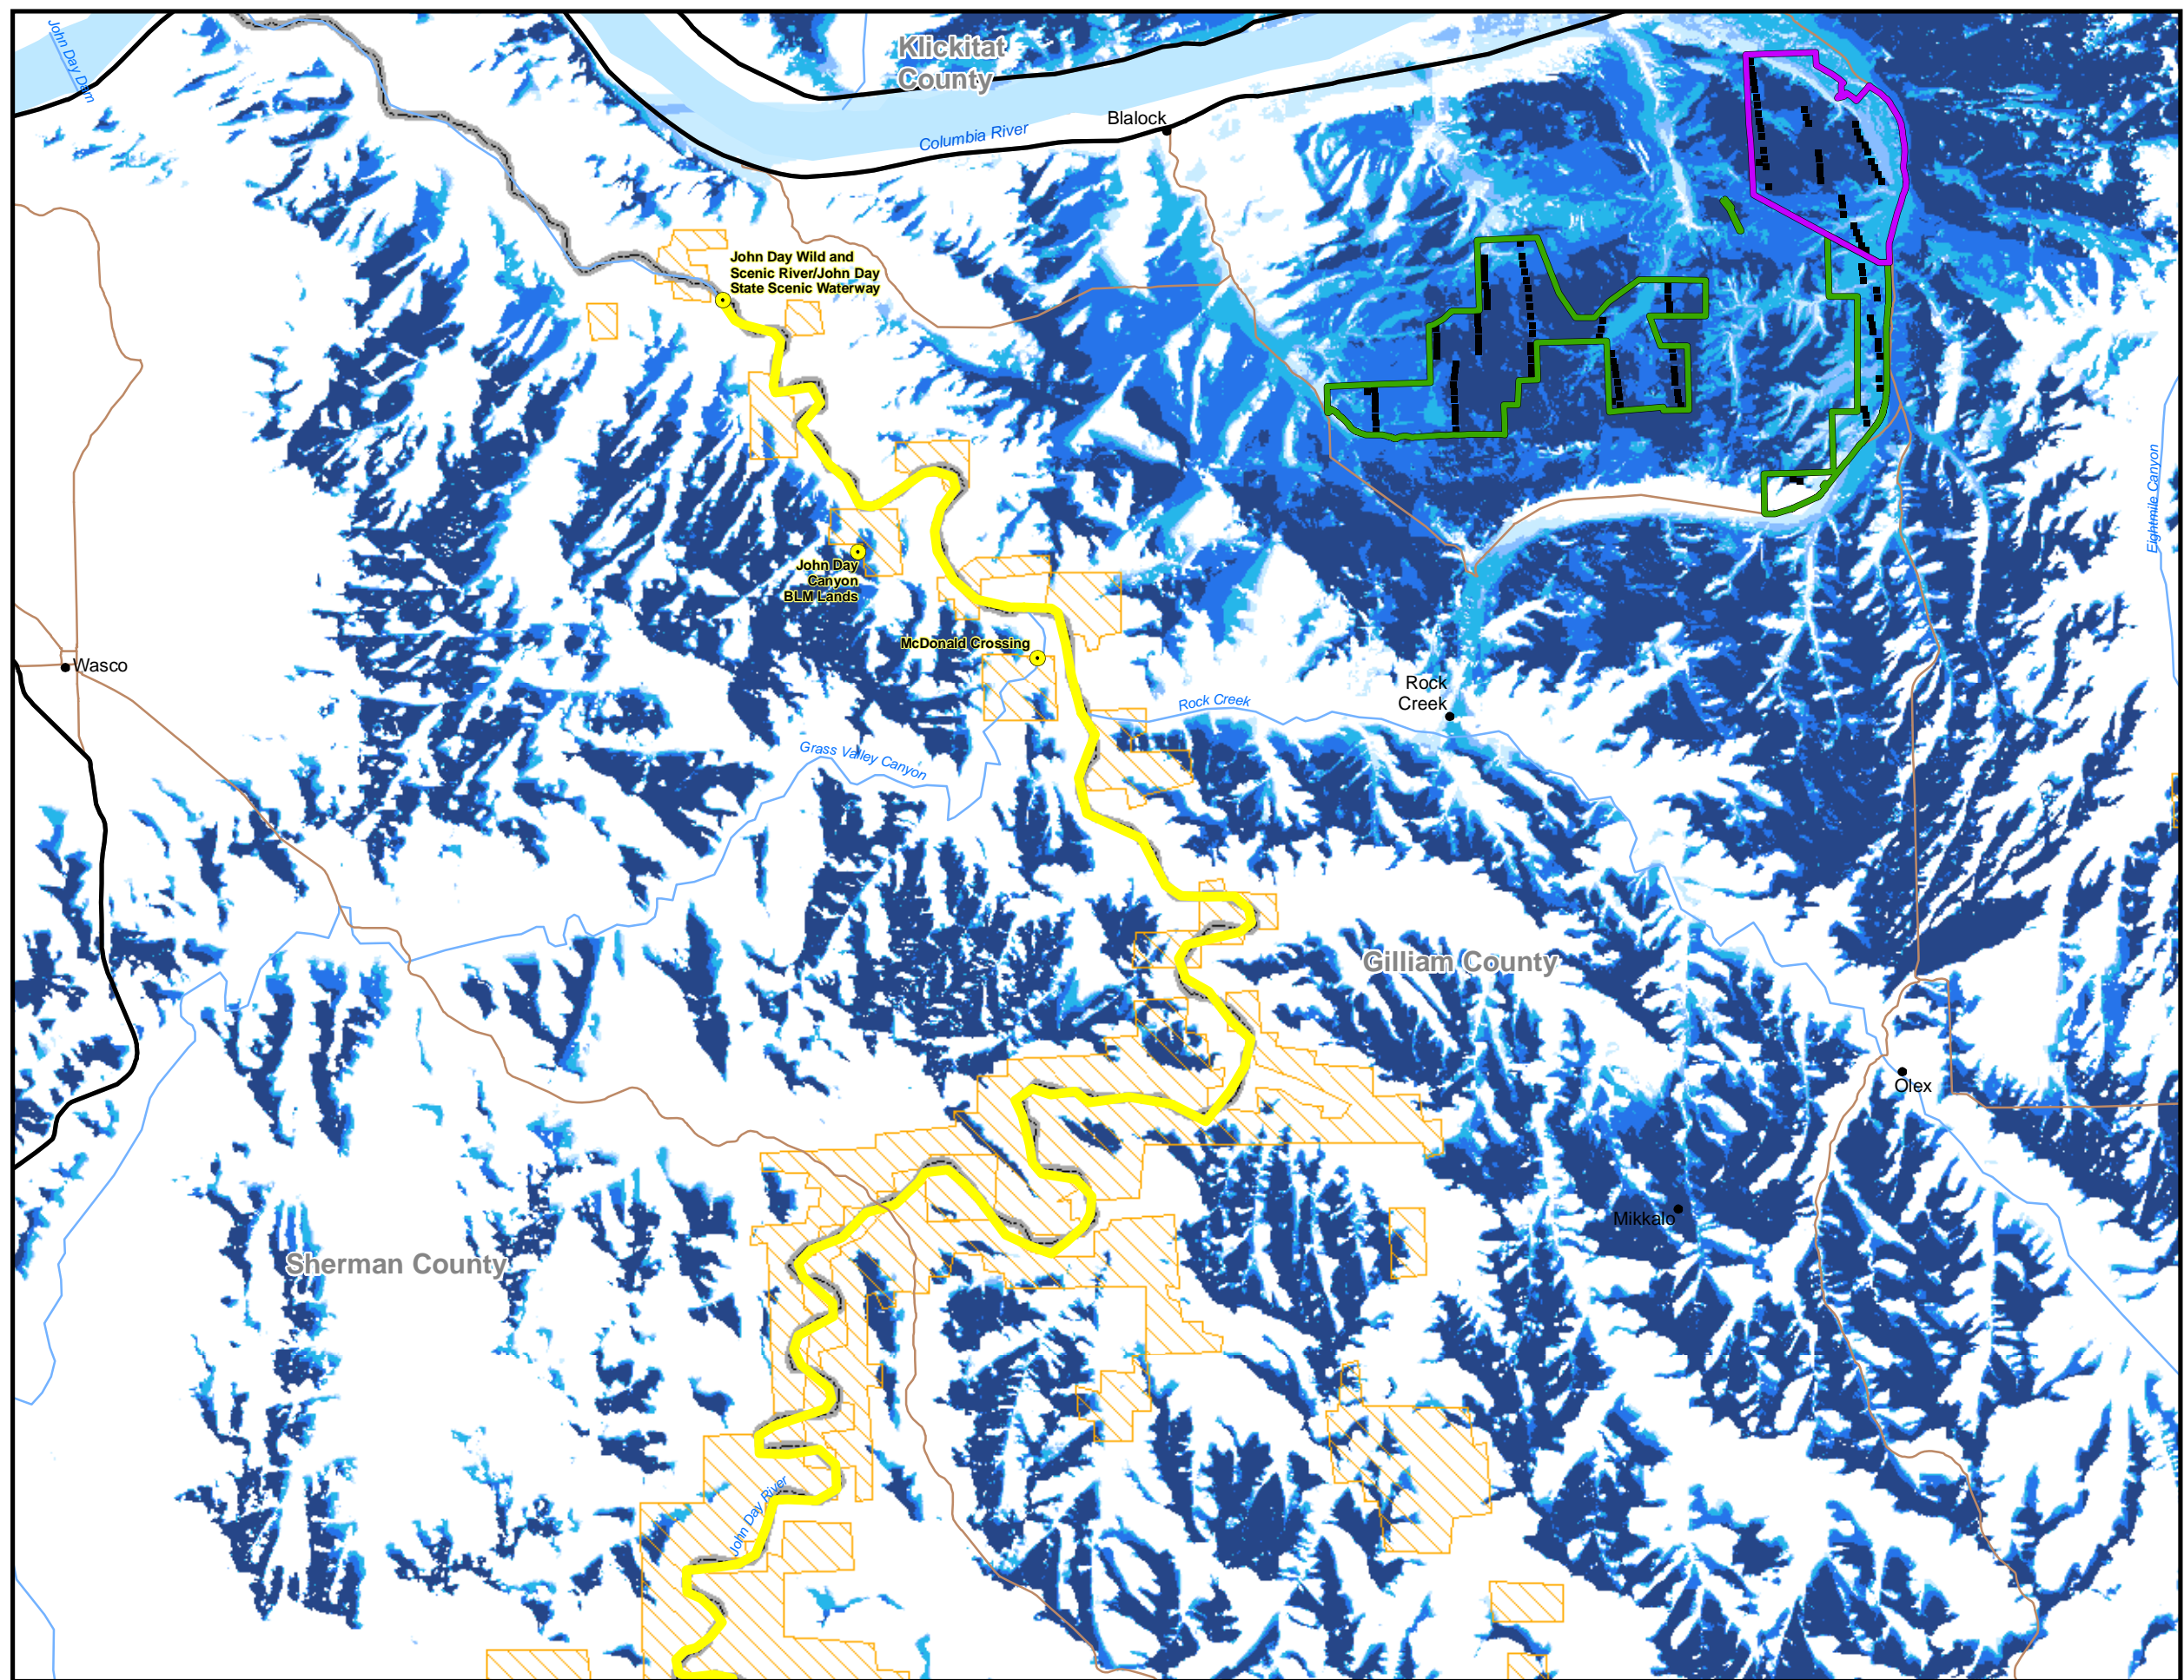 John Day Dam
Klickitat
County
Blalock
Columbia River
John Day Wild and
Scenic River/John Day
State Scenic Waterway
Eightmile Canyon
John Day
Canyon
BLM Lands
McDonald Crossing
Wasco
Rock
Creek
Rock Creek
Grass Valley Canyon
Gilliam County
Olex
Mikkalo
Sherman County
John Day River